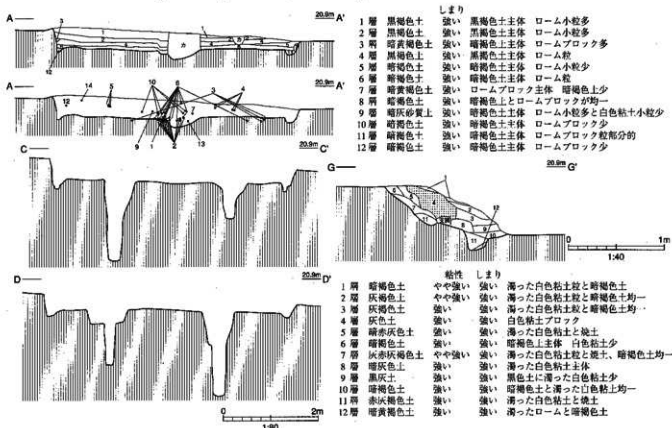 しまり
1層 黒褐色土 強い 黒褐色土主体 ローム小粒多
2層 黒褐色土 強い 黒褐色土主体 ローム小粒多
3層 暗黄褐色土 強い 暗褐色土主体 ロームブロック多
4層 黒褐色土 強い 黒褐色土主体 ローム粒
5層 暗褐色土 強い 暗褐色土主体 ローム小粒少
6層 暗褐色土 強い 暗褐色土主体 ローム粒
7層 暗黄褐色土 強い ロームブロック主体 暗褐色土少
8層 暗褐色土 強い 暗褐色土とロームブロックが均一
9層 暗灰砂質土 強い 暗褐色土主体 ローム小粒多と白色粘土小粒少
10層 暗褐色土 強い 暗褐色土主体 ロームブロック少
11層 暗褐色土 強い 暗褐色土主体 ロームブロック粒部分的
12層 暗褐色土 強い 暗褐色土主体 ロームブロック少
A 20.9m A'
A 20.9m A'
C 20.9m C'
G 20.9m G'
0 1m
1:40
D 20.9m D'
0 2m
1:80
粘性 しまり
1層 暗褐色土 やや強い 強い 濁った白色粘土粒と暗褐色土
2層 灰褐色土 やや強い 強い 濁った白色粘土粒と暗褐色土均一
3層 灰褐色土 強い 強い 濁った白色粘土粒と暗褐色土均一
4層 灰色土 強い 強い 白色粘土ブロック
5層 暗赤灰色土 強い 強い 濁った白色粘土と焼土
6層 暗褐色土 強い 強い 暗褐色土主体 白色粘土少
7層 灰赤灰褐色土 やや強い 強い 濁った白色粘土粒と焼土、暗褐色土均一
8層 暗灰色土 強い 強い 濁った白色粘土主体
9層 黒灰土 強い 強い 黒色土に濁った白色粘土少
10層 暗褐色土 強い 強い 暗褐色土と濁った白色粘土均一
11層 赤灰褐色土 強い 強い 濁った白色粘土と焼土
12層 暗黄褐色土 強い 強い 濁ったロームと暗褐色土